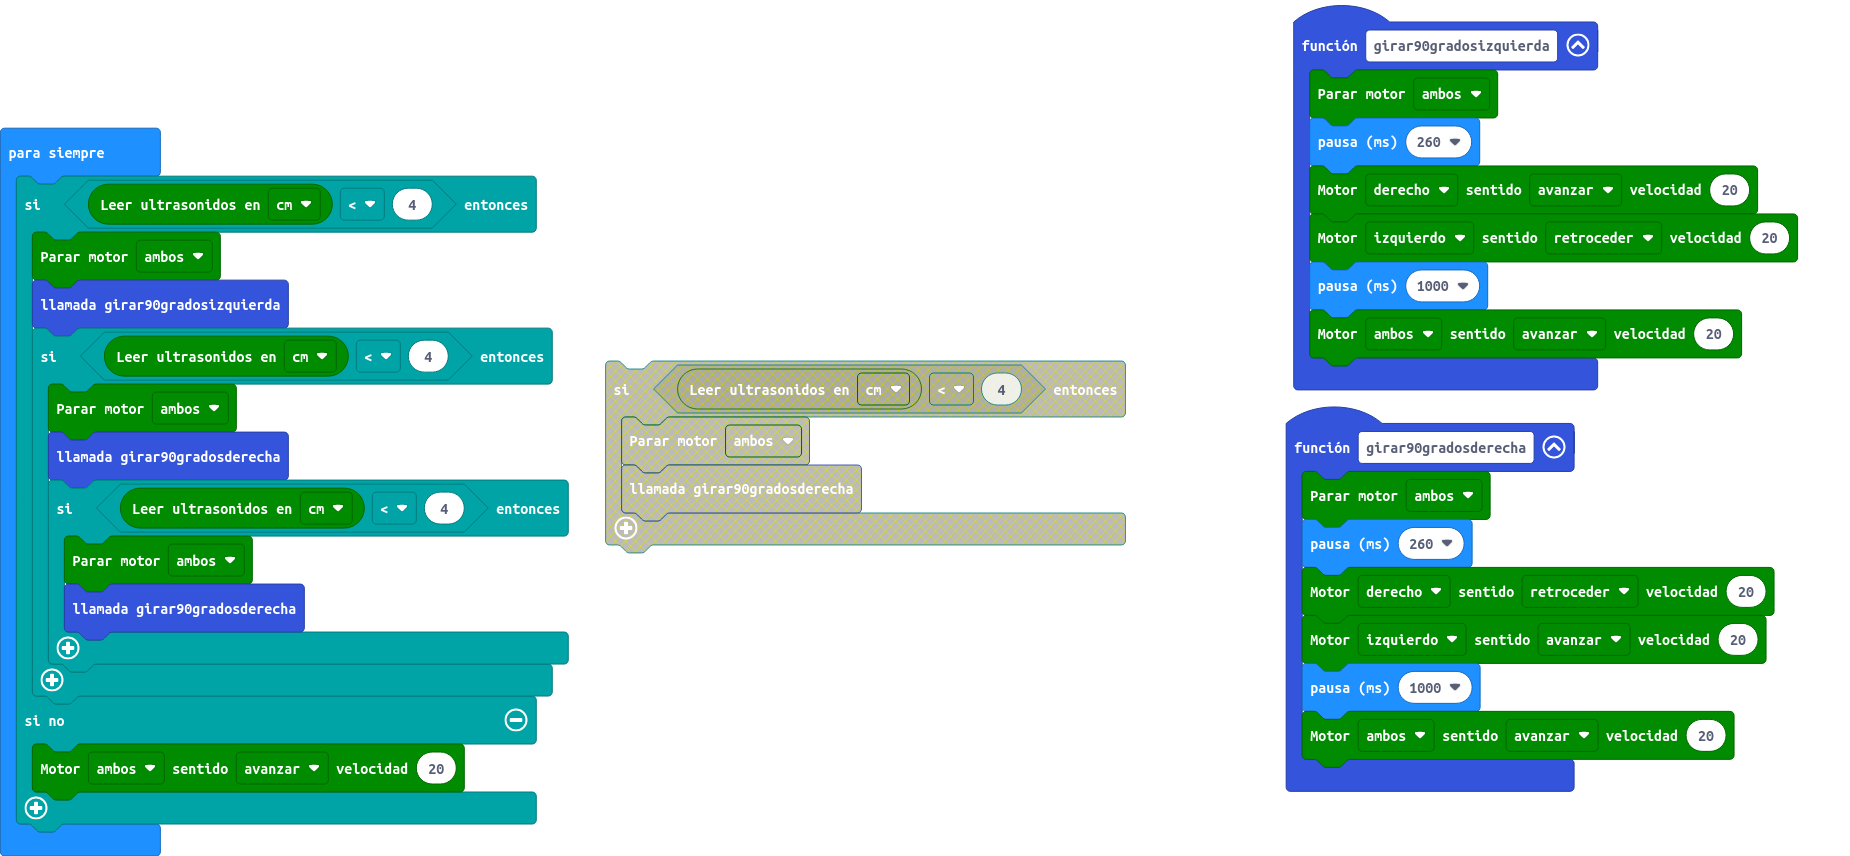 para siempre
si Leer ultrasonidos en cm < 4 entonces
Parar motor ambos
llamada girar90gradosizquierda
si Leer ultrasonidos en cm < 4 entonces
Parar motor ambos
llamada girar90gradosderecha
si Leer ultrasonidos en cm < 4 entonces
Parar motor ambos
llamada girar90gradosderecha
si no
Motor ambos sentido avanzar velocidad 20
si Leer ultrasonidos en cm < 4 entonces
Parar motor ambos
llamada girar90gradosderecha
función girar90gradosizquierda
Parar motor ambos
pausa (ms) 260
Motor derecho sentido avanzar velocidad 20
Motor izquierdo sentido retroceder velocidad 20
pausa (ms) 1000
Motor ambos sentido avanzar velocidad 20
función girar90gradosderecha
Parar motor ambos
pausa (ms) 260
Motor derecho sentido retroceder velocidad 20
Motor izquierdo sentido avanzar velocidad 20
pausa (ms) 1000
Motor ambos sentido avanzar velocidad 20